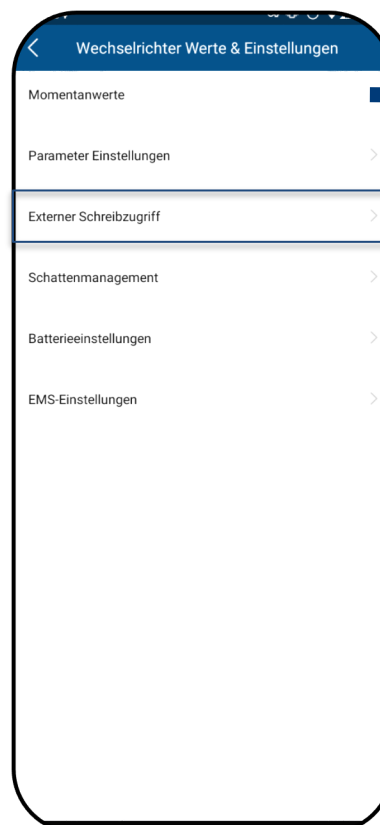 Wechselrichter Werte & Einstellungen
Momentanwerte
Parameter Einstellungen
Externer Schreibzugriff
Schattenmanagement
Batterieeinstellungen
EMS-Einstellungen